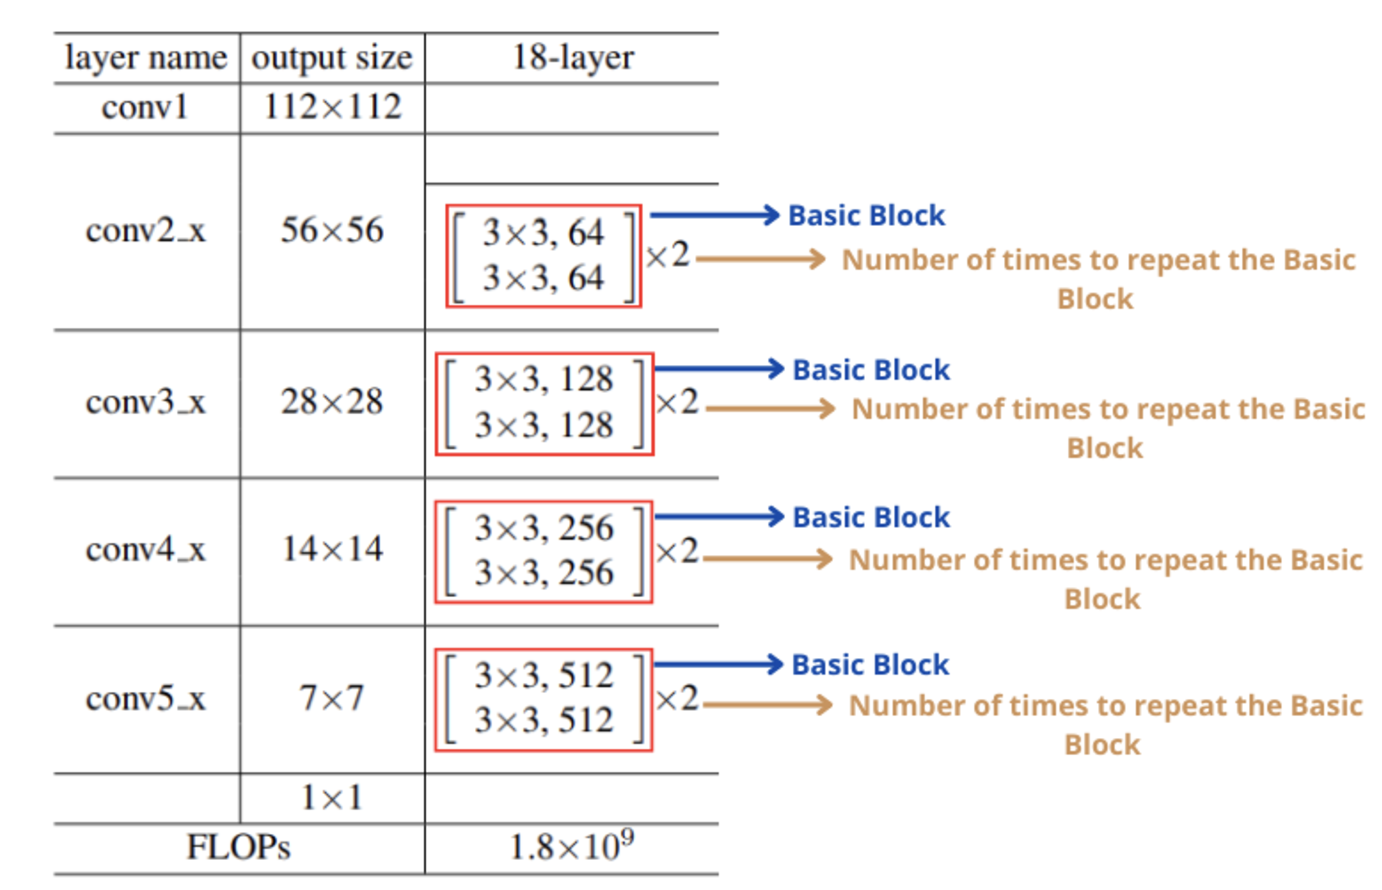 layer name output size 18-layer
conv1 112×112
conv2_x 56×56
3×3, 64
3×3, 64
×2
Basic Block
Number of times to repeat the Basic
Block
conv3_x 28×28
3×3, 128
3×3, 128
×2
Basic Block
Number of times to repeat the Basic
Block
conv4_x 14×14
3×3, 256
3×3, 256
×2
Basic Block
Number of times to repeat the Basic
Block
conv5_x 7×7
3×3, 512
3×3, 512
×2
Basic Block
Number of times to repeat the Basic
Block
1×1
FLOPs 1.8×10⁹